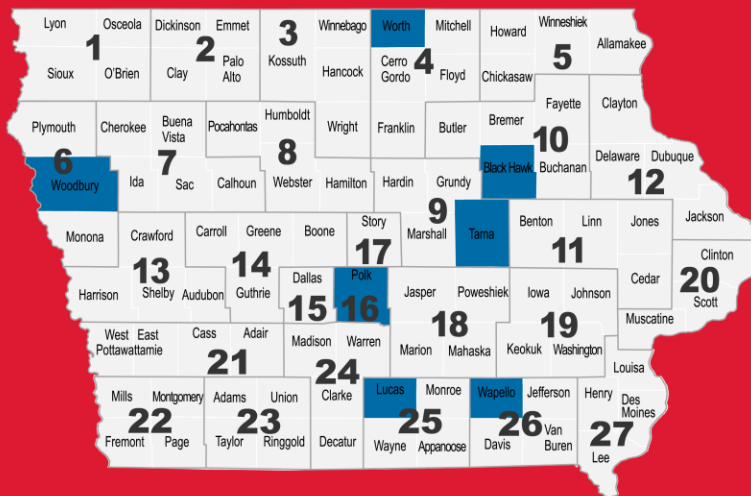 Lyon Osceola
1
Sioux O'Brien
Dickinson Emmet
2
Clay Palo
Alto
3
Winnebago
Kossuth
Hancock
Worth Mitchell
4
Cerro
Gordo
Floyd
Howard Winneshiek
5
Allamakee
Chickasaw
Plymouth
6
Woodbury
Cherokee Buena
Vista
7
Ida Sac Calhoun
Pocahontas
Humboldt
8
Wright
Webster Hamilton
Franklin Butler
Hardin Grundy
9
Marshall Tama
Bremer Fayette
10
Black Hawk Buchanan
Clayton
Delaware Dubuque
12
Jackson
Monona Crawford
13
Harrison Shelby Audubon
Carroll Greene Boone
14
Guthrie
Dallas
15
Story
17
Polk
16
Benton Linn Jones
11
Cedar
Clinton
20
Scott
Muscatine
Jasper Poweshiek
18
Marion Mahaska
Iowa Johnson
19
Keokuk Washington
West East
Pottawattamie
Cass Adair
21
Madison Warren
24
Clarke
Decatur
Louisa
Mills Montgomery
22
Fremont Page
Adams Union
23
Taylor Ringgold
Lucas Monroe
25
Wayne Appanoose
Wapello Jefferson
26
Davis Van
Buren
Henry Des
Moines
27
Lee